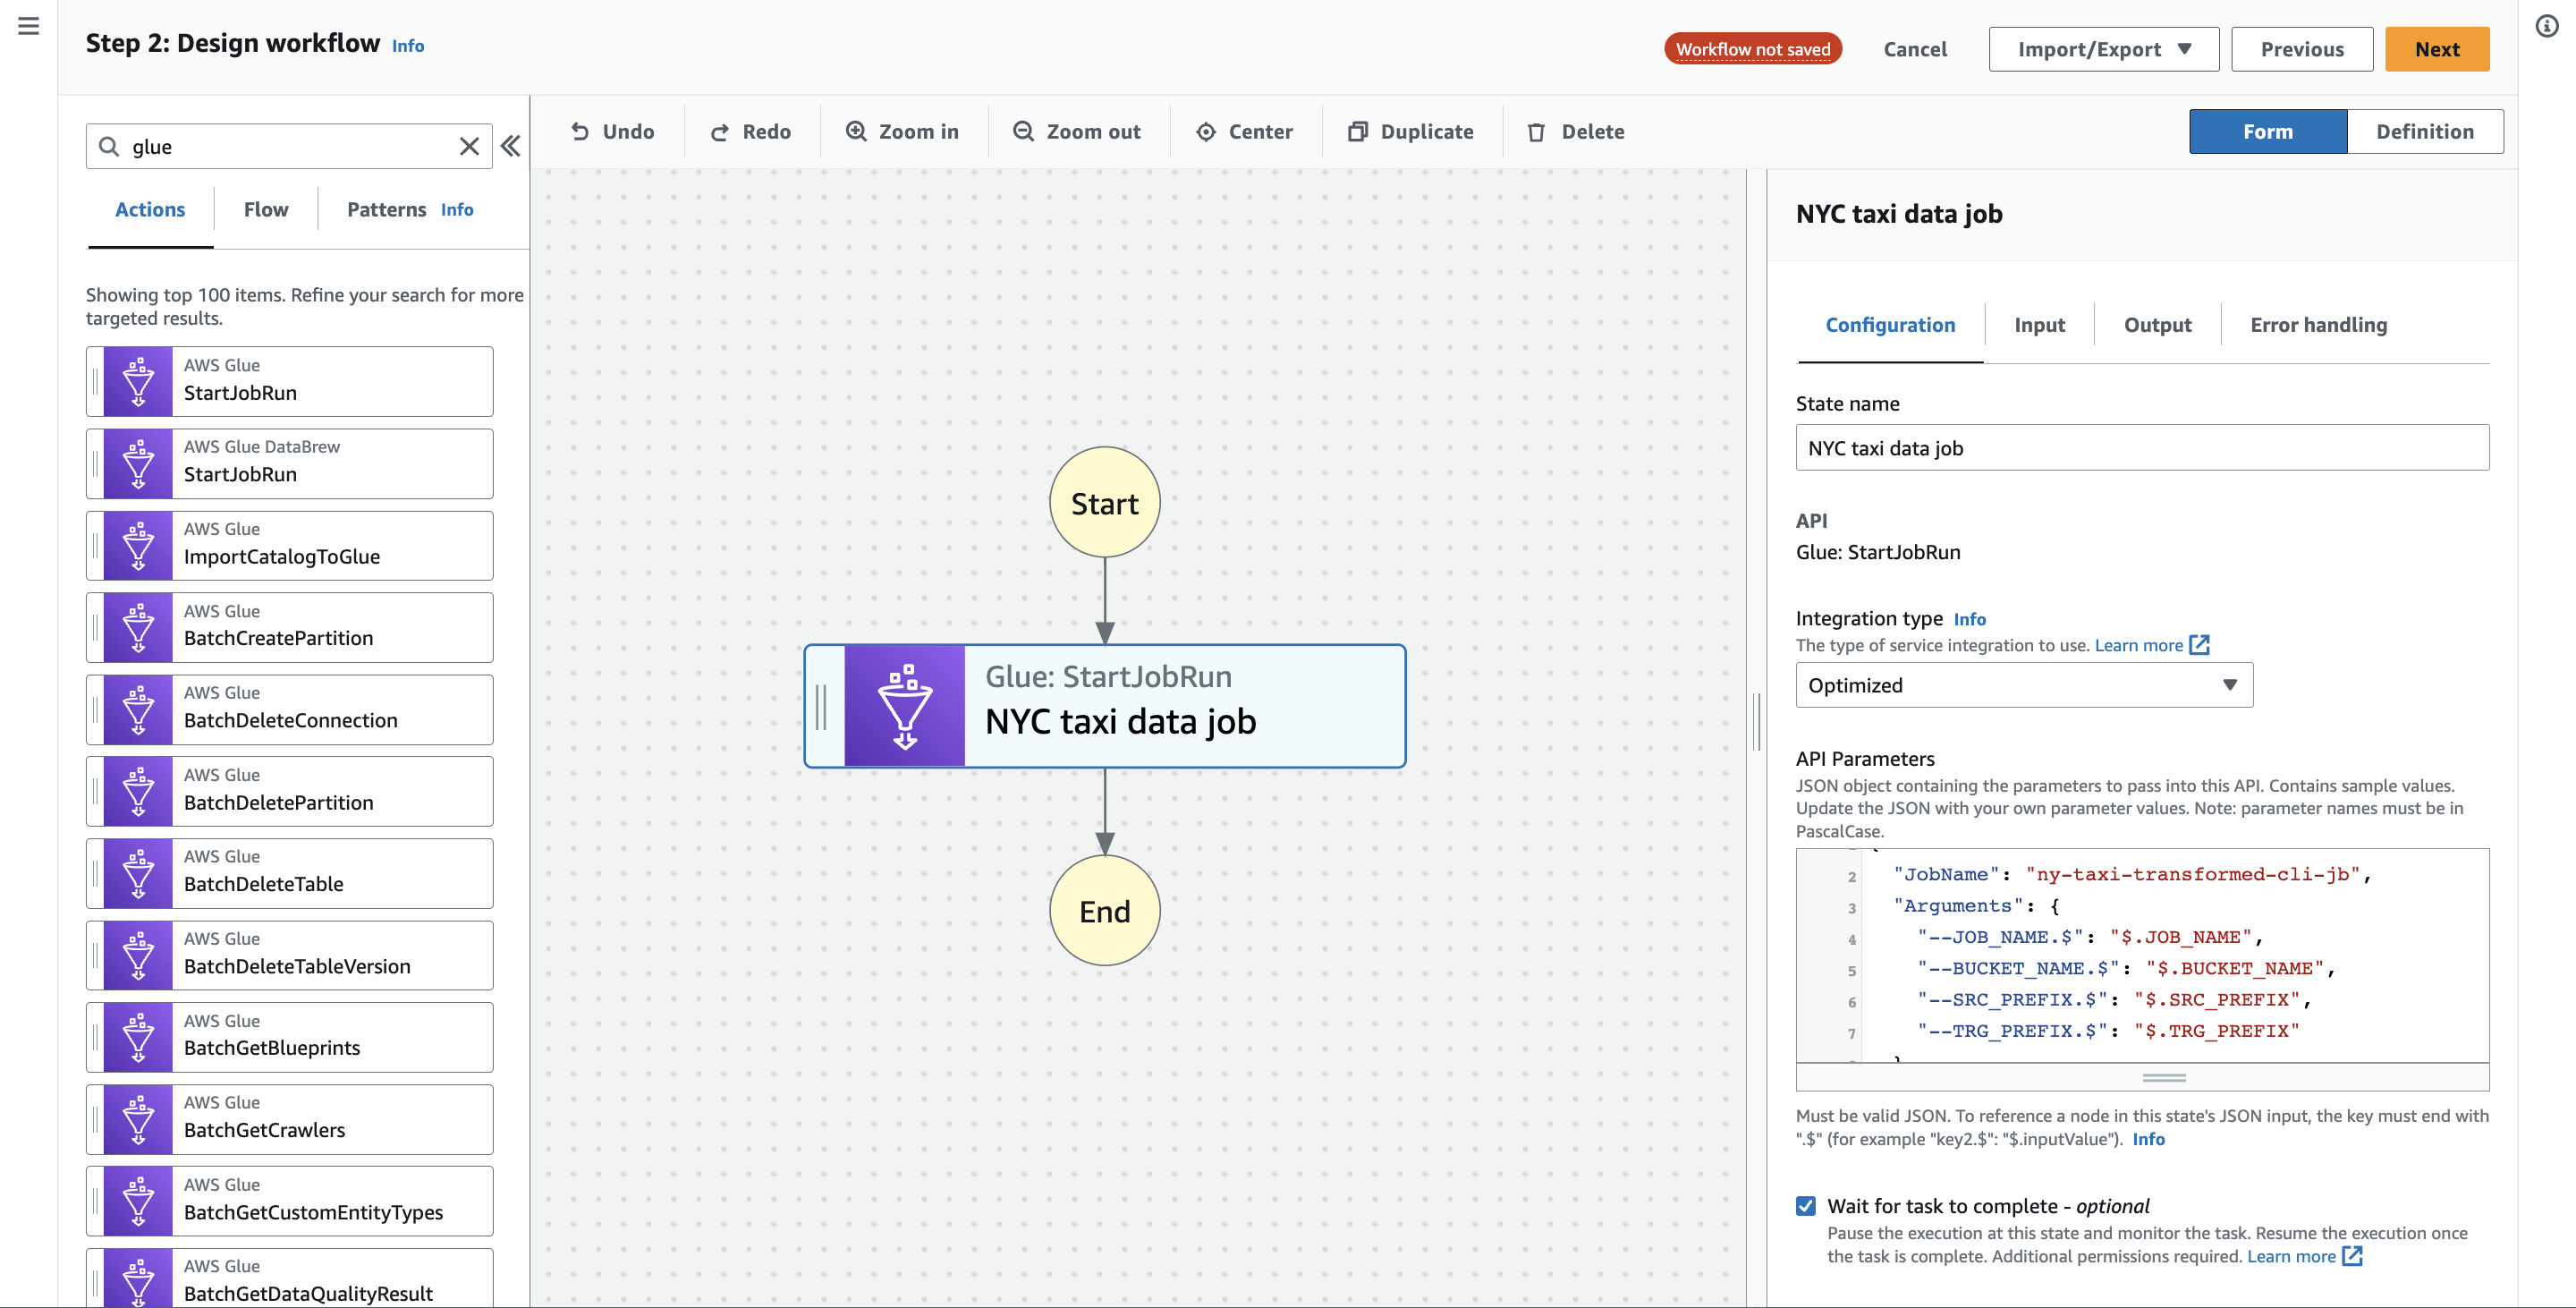 Step 2: Design workflow Info
Workflow not saved
Cancel
Import/Export
Previous
Next
glue
Undo
Redo
Zoom in
Zoom out
Center
Duplicate
Delete
Form
Definition
Actions
Flow
Patterns Info
Showing top 100 items. Refine your search for more
targeted results.
AWS Glue
StartJobRun
AWS Glue DataBrew
StartJobRun
AWS Glue
ImportCatalogToGlue
AWS Glue
BatchCreatePartition
AWS Glue
BatchDeleteConnection
AWS Glue
BatchDeletePartition
AWS Glue
BatchDeleteTable
AWS Glue
BatchDeleteTableVersion
AWS Glue
BatchGetBlueprints
AWS Glue
BatchGetCrawlers
AWS Glue
BatchGetCustomEntityTypes
AWS Glue
BatchGetDataQualityResult
Start
Glue: StartJobRun
NYC taxi data job
End
NYC taxi data job
Configuration
Input
Output
Error handling
State name
NYC taxi data job
API
Glue: StartJobRun
Integration type Info
The type of service integration to use. Learn more
Optimized
API Parameters
JSON object containing the parameters to pass into this API. Contains sample values.
Update the JSON with your own parameter values. Note: parameter names must be in
PascalCase.
2 "JobName": "ny-taxi-transformed-cli-jb",
3 "Arguments": {
4 "--JOB_NAME.$": "$.JOB_NAME",
5 "--BUCKET_NAME.$": "$.BUCKET_NAME",
6 "--SRC_PREFIX.$": "$.SRC_PREFIX",
7 "--TRG_PREFIX.$": "$.TRG_PREFIX"
Must be valid JSON. To reference a node in this state's JSON input, the key must end with
".$" (for example "key2.$": "$.inputValue"). Info
Wait for task to complete - optional
Pause the execution at this state and monitor the task. Resume the execution once
the task is complete. Additional permissions required. Learn more